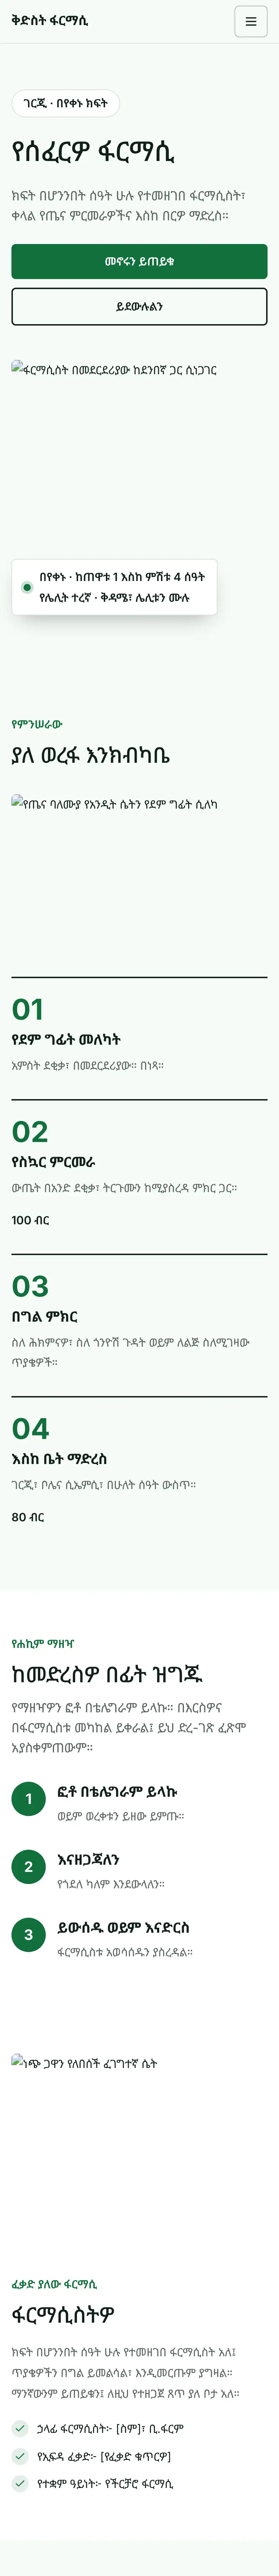 ቅድስት ፋርማሲ
ገርጂ · በየቀኑ ክፍት
የሰፈርዎ ፋርማሲ
ክፍት በሆንንበት ሰዓት ሁሉ የተመዘገበ ፋርማሲስት፣
ቀላል የጤና ምርመራዎችና እስከ በርዎ ማድረስ።
መኖሩን ይጠይቁ
ይደውሉልን
ፋርማሲስት በመደርደሪያው ከደንበኛ ጋር ሲነጋገር
በየቀኑ · ከጠዋቱ 1 እስከ ምሽቱ 4 ሰዓት
የሌሊት ተረኛ · ቅዳሜ፣ ሌሊቱን ሙሉ
የምንሠራው
ያለ ወረፋ እንክብካቤ
የጤና ባለሙያ የአንዲት ሴትን የደም ግፊት ሲለካ
01
የደም ግፊት መለካት
አምስት ደቂቃ፣ በመደርደሪያው። በነጻ።
02
የስኳር ምርመራ
ውጤት በአንድ ደቂቃ፣ ትርጉሙን ከሚያስረዳ ምክር ጋር።
100 ብር
03
በግል ምክር
ስለ ሕክምናዎ፣ ስለ ጎንዮሽ ጉዳት ወይም ለልጅ ስለሚገዛው
ጥያቄዎች።
04
እስከ ቤት ማድረስ
ገርጂ፣ ቦሌና ሲኤምሲ፣ በሁለት ሰዓት ውስጥ።
80 ብር
የሐኪም ማዘዣ
ከመድረስዎ በፊት ዝግጁ
የማዘዣዎን ፎቶ በቴሌግራም ይላኩ። በእርስዎና
በፋርማሲስቱ መካከል ይቀራል፤ ይህ ድረ-ገጽ ፈጽሞ
አያስቀምጠውም።
1
ፎቶ በቴሌግራም ይላኩ
ወይም ወረቀቱን ይዘው ይምጡ።
2
እናዘጋጃለን
የጎደለ ካለም እንደውላለን።
3
ይውሰዱ ወይም እናድርስ
ፋርማሲስቱ አወሳሰዱን ያስረዳል።
ነጭ ጋዋን የለበሰች ፈገግተኛ ሴት
ፈቃድ ያለው ፋርማሲ
ፋርማሲስትዎ
ክፍት በሆንንበት ሰዓት ሁሉ የተመዘገበ ፋርማሲስት አለ፤
ጥያቄዎችን በግል ይመልሳል፣ እንዲመርጡም ያግዛል።
ማንኛውንም ይጠይቁን፤ ለዚህ የተዘጋጀ ጸጥ ያለ ቦታ አለ።
ኃላፊ ፋርማሲስት፦ [ስም]፣ ቢ.ፋርም
የኢፍዳ ፈቃድ፦ [የፈቃድ ቁጥርዎ]
የተቋም ዓይነት፦ የችርቻሮ ፋርማሲ